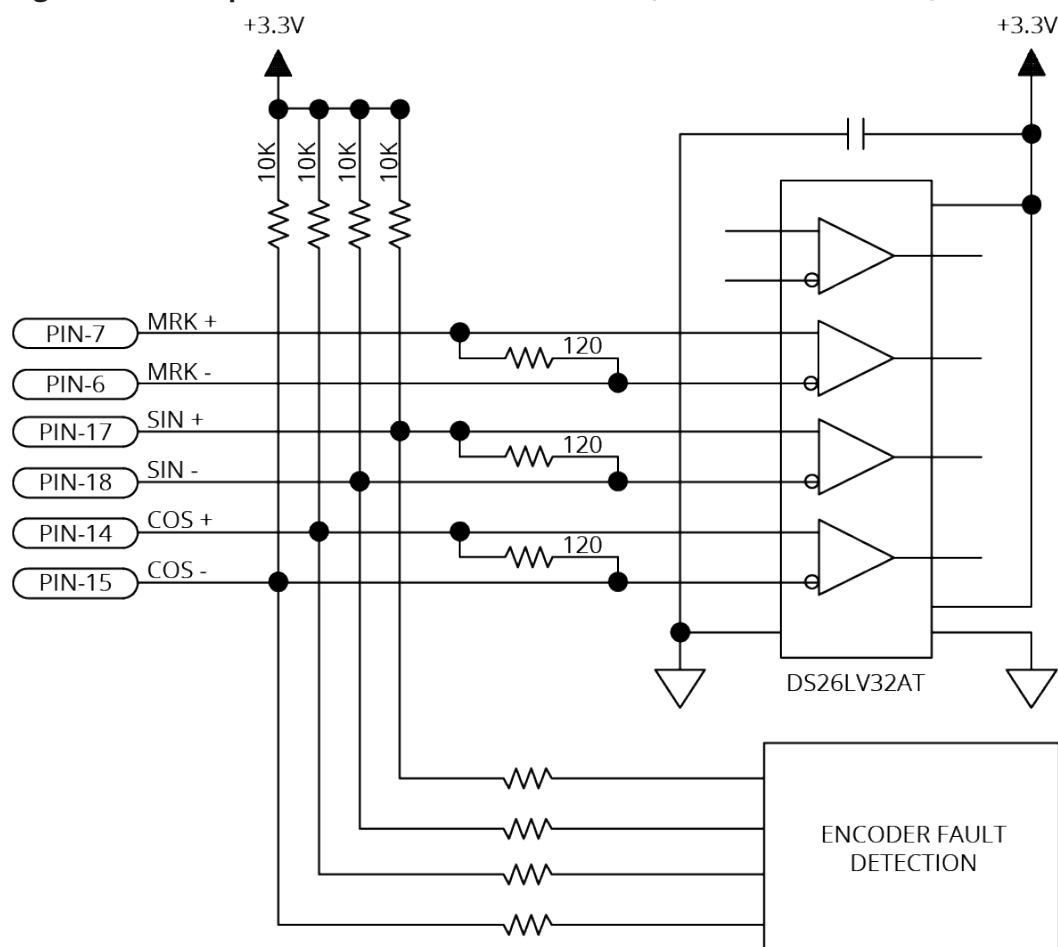 +3.3V
+3.3V
10K
10K
10K
10K
PIN-7
MRK +
120
PIN-6
MRK -
PIN-17
SIN +
120
PIN-18
SIN -
PIN-14
COS +
120
PIN-15
COS -
DS26LV32AT
ENCODER FAULT
DETECTION